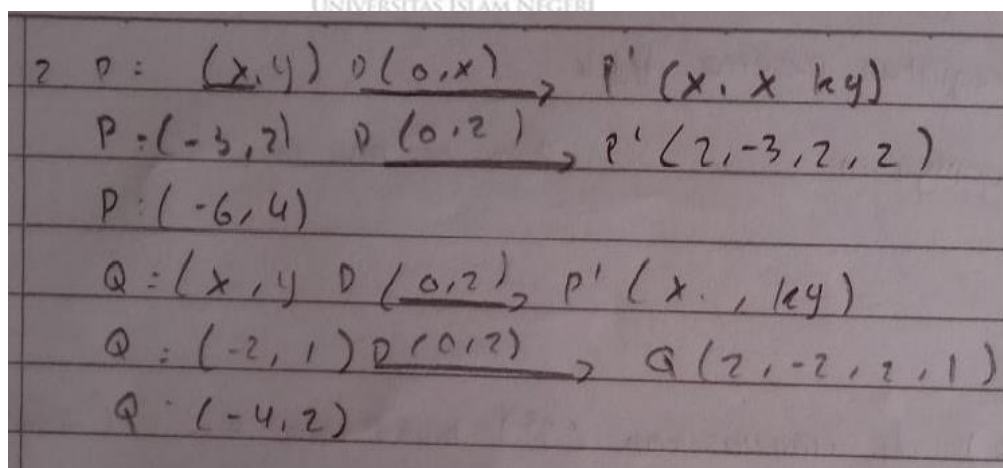 UNIVERSITAS ISLAM NEGERI
2 P = (x, y) D(0,x) → P' (x, x ky)
P = (-3, 2) D (0,2) → P' (2, -3, 2, 2)
P : (-6, 4)
Q = (x, y D (0,2) → P' (x . , ky)
Q = (-2, 1) D (0,2) → Q (2, -2, 2, 1)
Q (-4, 2)